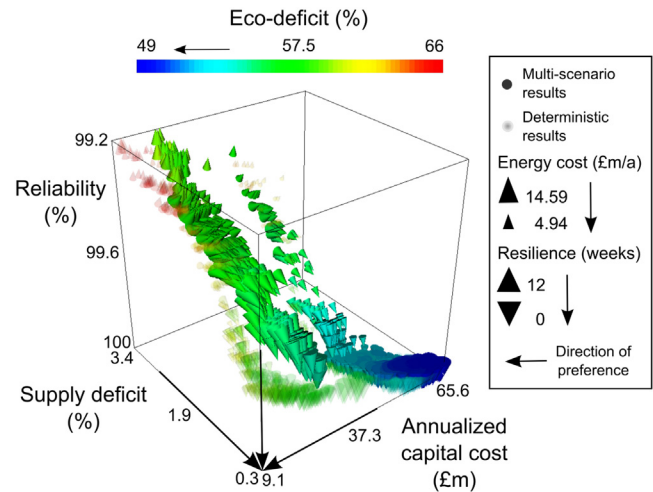 Eco-deficit (%)
49
57.5
66
99.2
Reliability
(%)
99.6
100
3.4
Supply deficit
(%)
1.9
0.3
9.1
37.3
65.6
Annualized
capital cost
(£m)
Multi-scenario
results
Deterministic
results
Energy cost (£m/a)
14.59
4.94
Resilience (weeks)
12
0
Direction of
preference